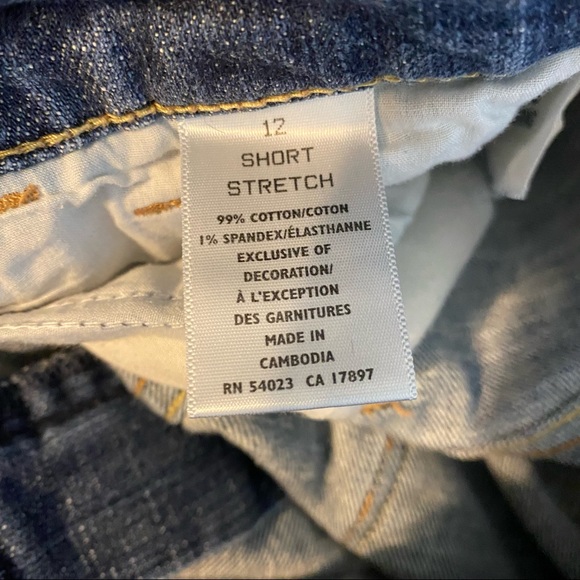 12
SHORT
STRETCH
99% COTTON/COTON
1% SPANDEX/ÉLASTHANNE
EXCLUSIVE OF
DECORATION/
À L'EXCEPTION
DES GARNITURES
MADE IN
CAMBODIA
RN 54023 CA 17897